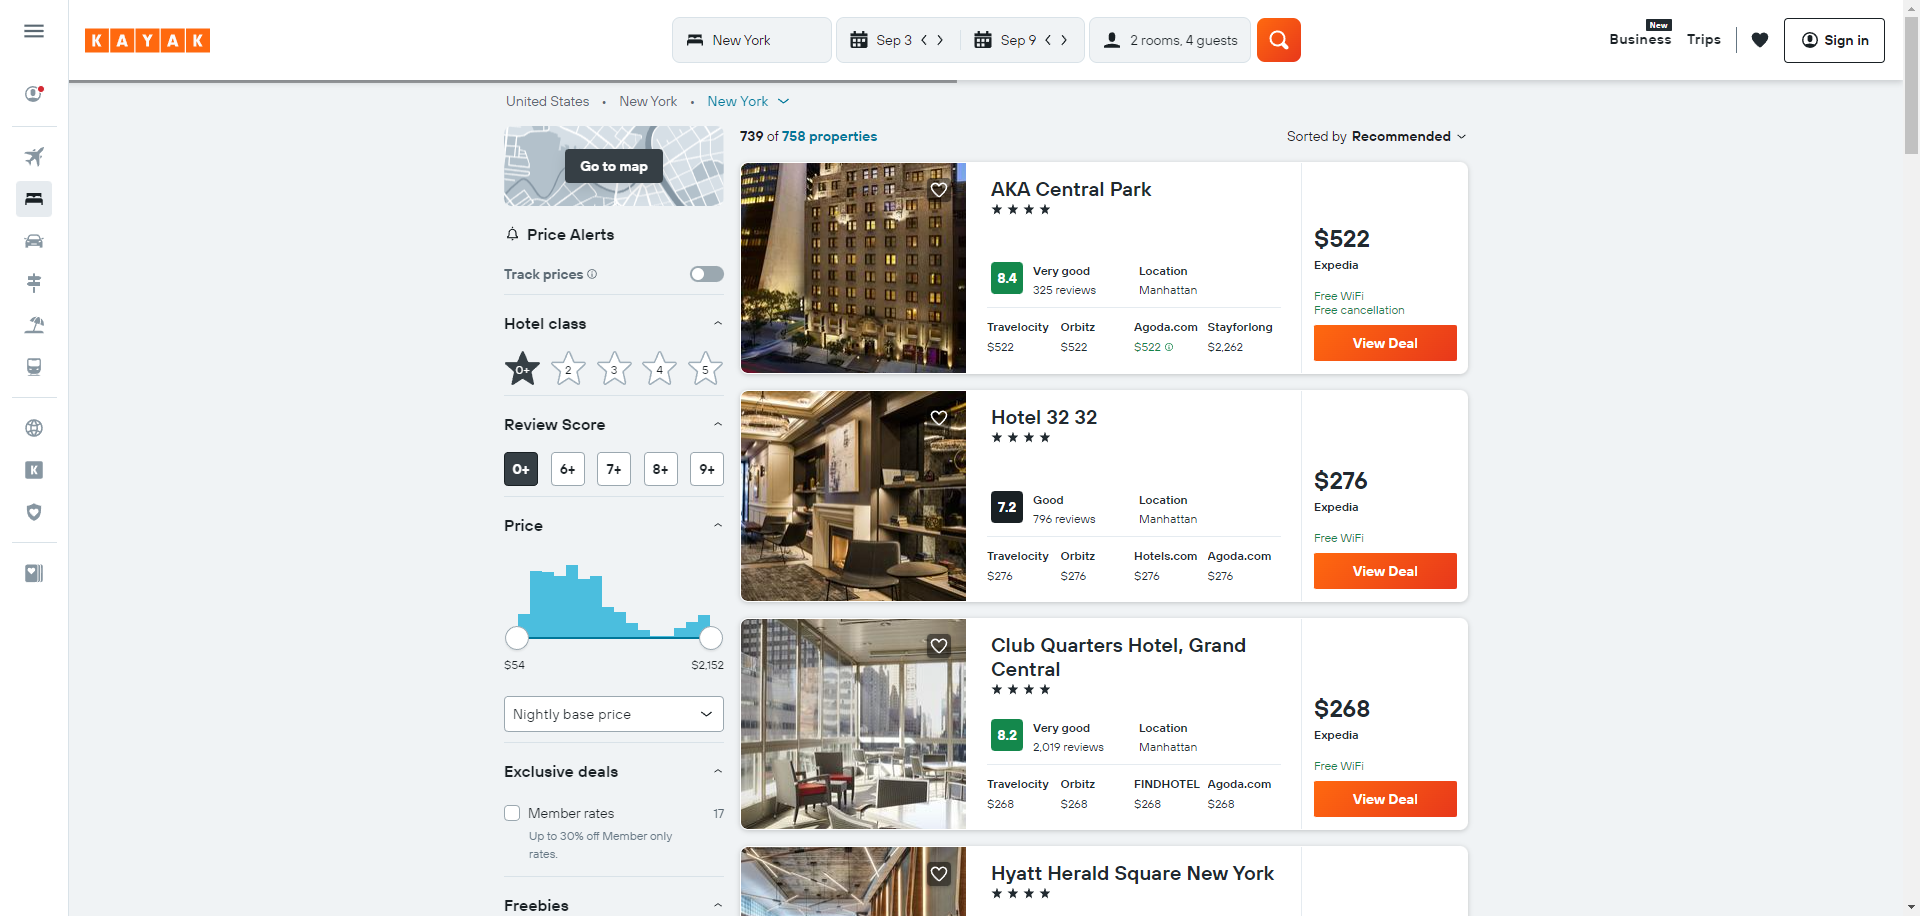 KAYAK
New York
Sep 3
Sep 9
2 rooms, 4 guests
New
Business
Trips
Sign in
United States • New York • New York
Go to map
739 of 758 properties
Sorted by Recommended
Price Alerts
Track prices
Hotel class
0+ 2 3 4 5
Review Score
0+ 6+ 7+ 8+ 9+
Price
$54 $2,152
Nightly base price
Exclusive deals
Member rates 17
Up to 30% off Member only
rates.
Freebies
AKA Central Park
8.4
Very good
325 reviews
Location
Manhattan
Travelocity Orbitz Agoda.com Stayforlong
$522 $522 $522 $2,262
$522
Expedia
Free WiFi
Free cancellation
View Deal
Hotel 32 32
7.2
Good
796 reviews
Location
Manhattan
Travelocity Orbitz Hotels.com Agoda.com
$276 $276 $276 $276
$276
Expedia
Free WiFi
View Deal
Club Quarters Hotel, Grand
Central
8.2
Very good
2,019 reviews
Location
Manhattan
Travelocity Orbitz FINDHOTEL Agoda.com
$268 $268 $268 $268
$268
Expedia
Free WiFi
View Deal
Hyatt Herald Square New York
K